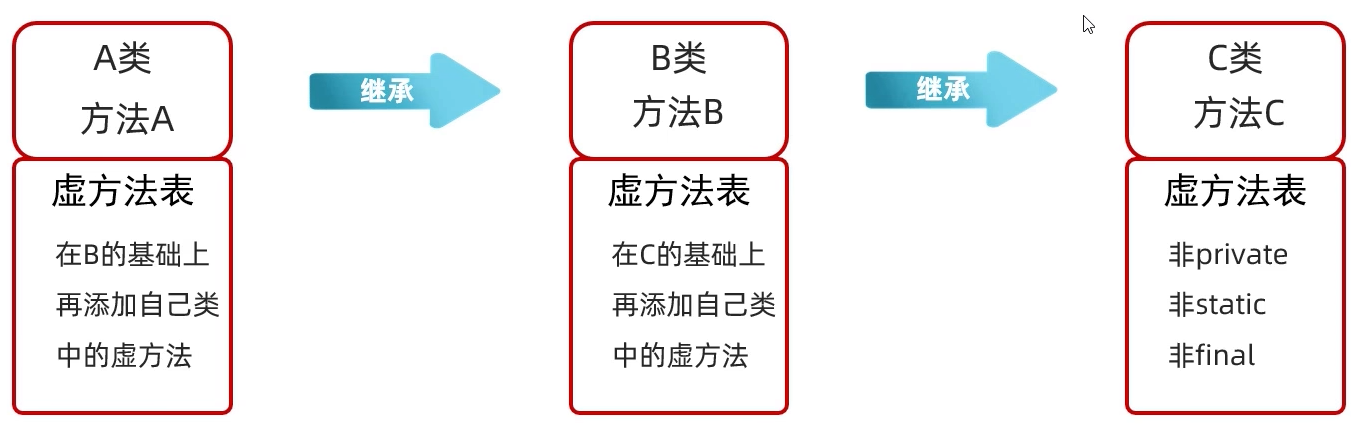 A类
方法A
虚方法表
在B的基础上
再添加自己类
中的虚方法
继承
B类
方法B
虚方法表
在C的基础上
再添加自己类
中的虚方法
继承
C类
方法C
虚方法表
非private
非static
非final